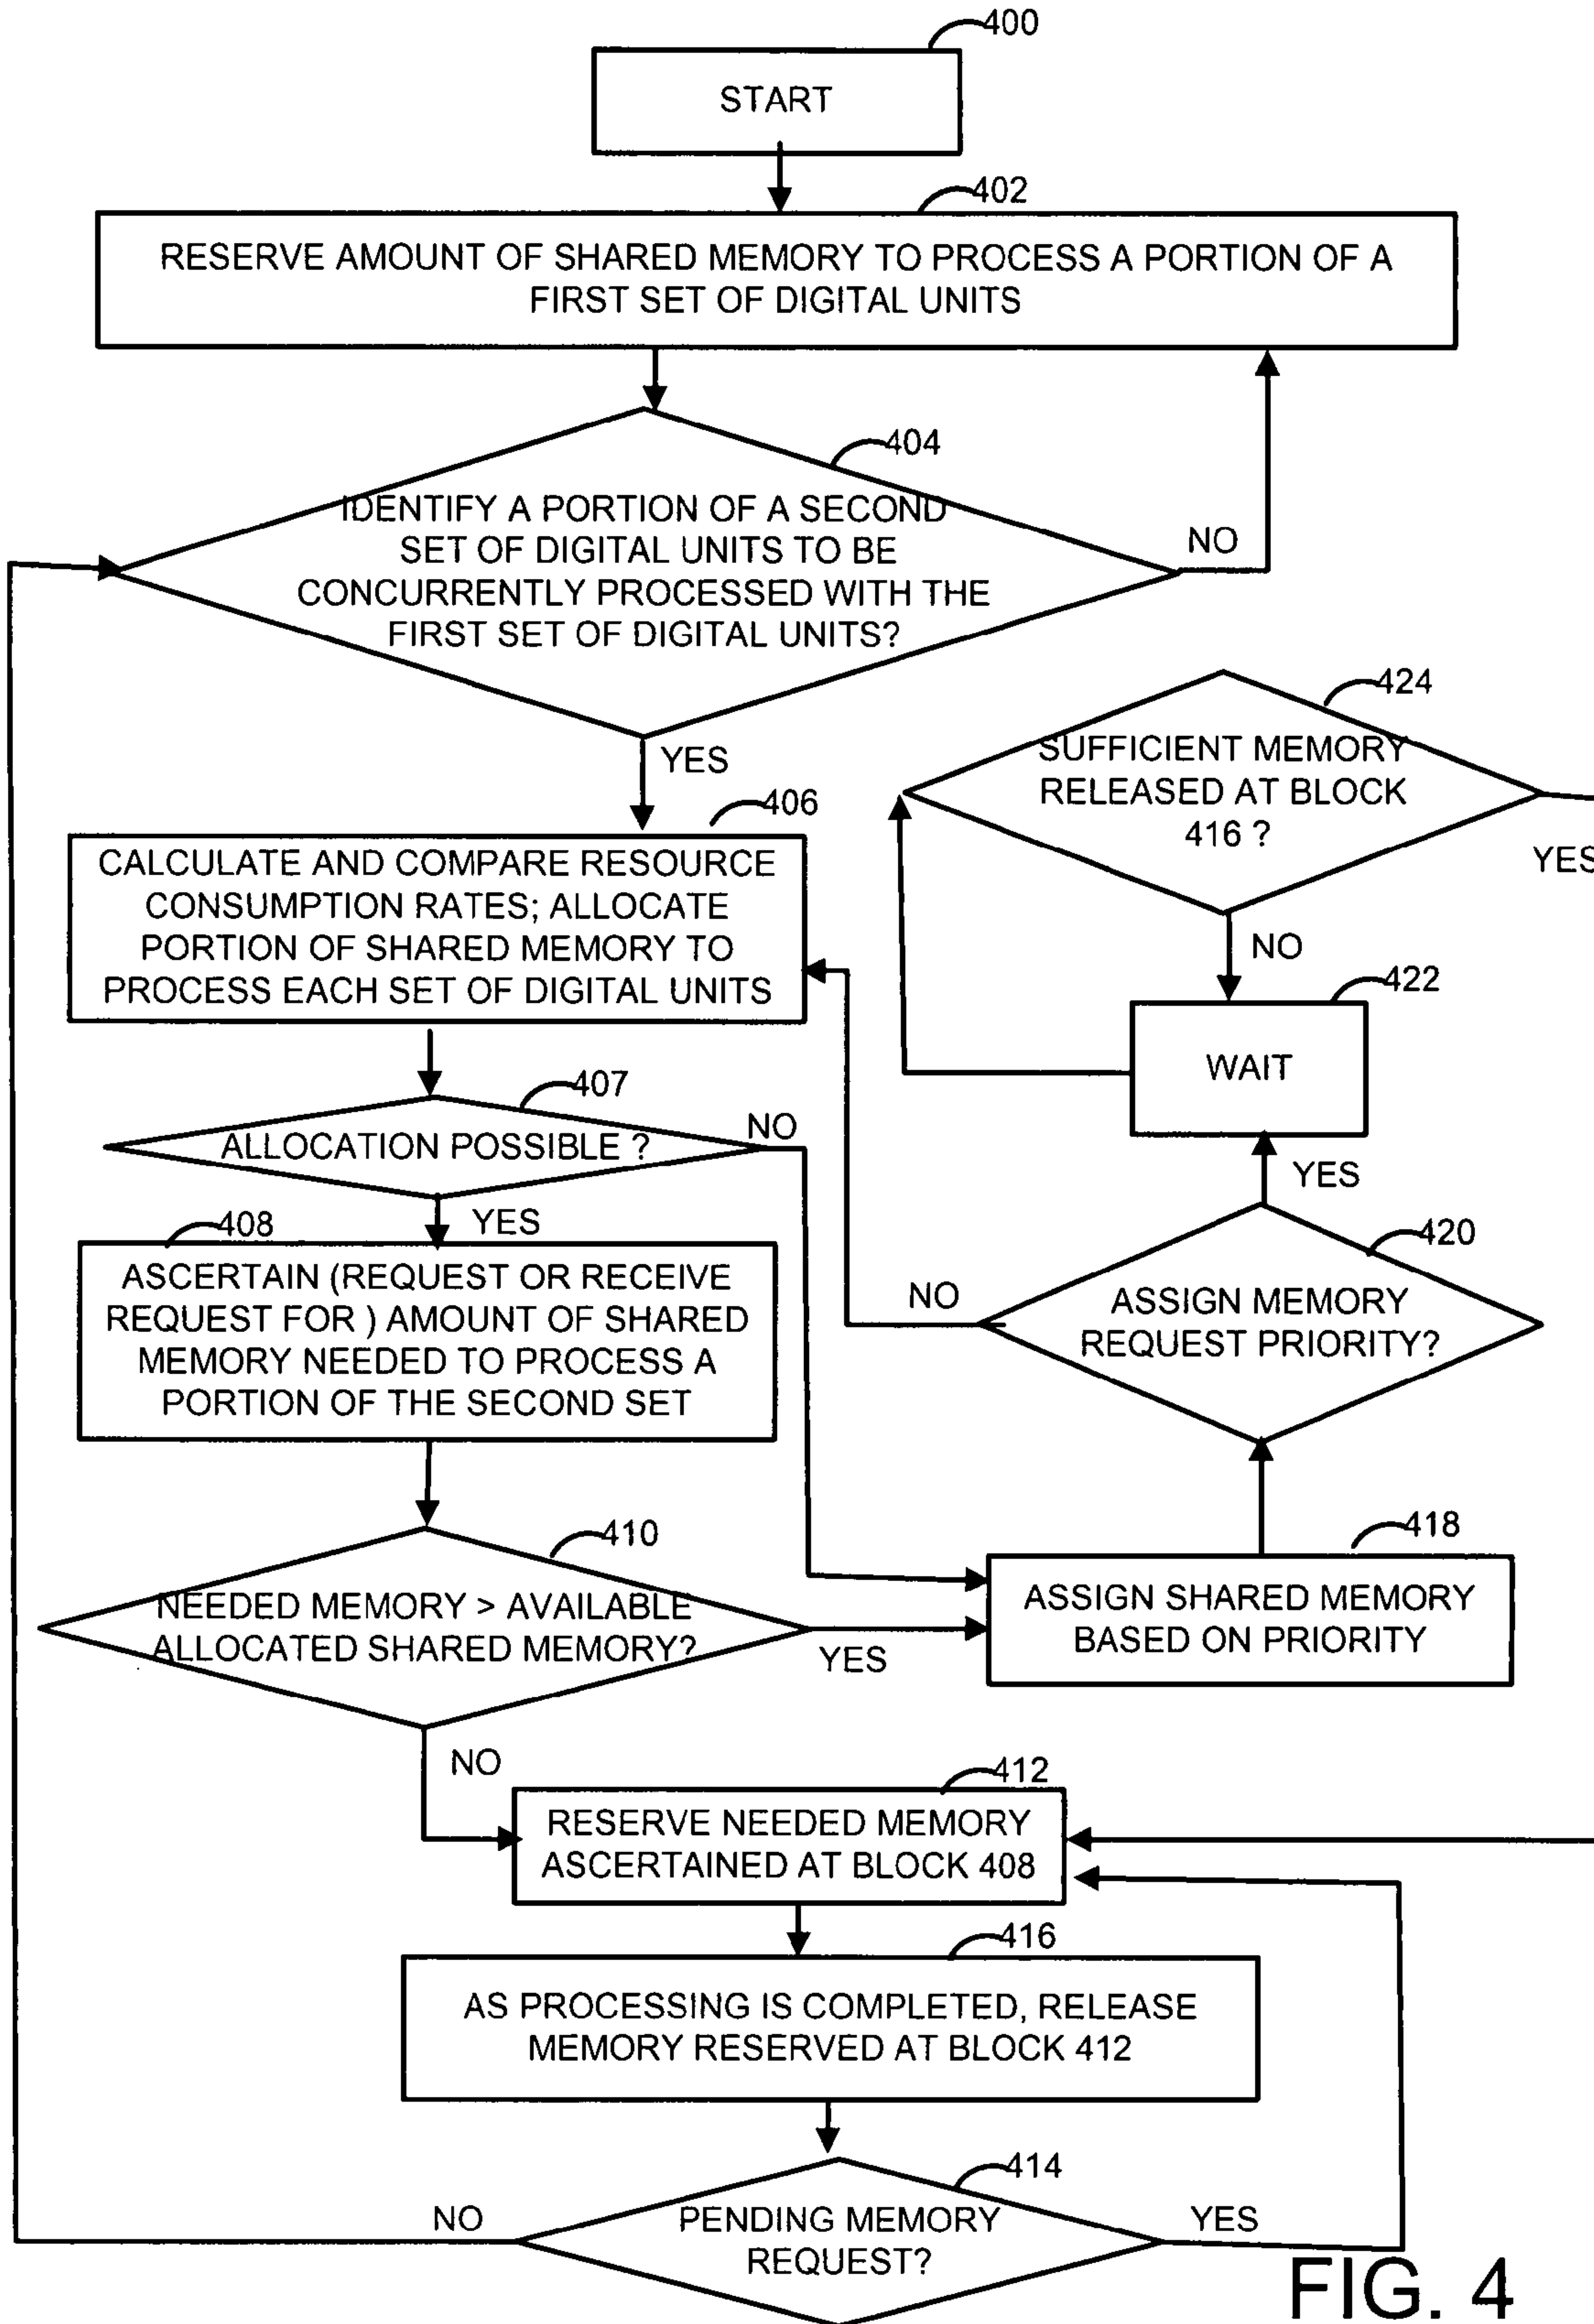 400
START
402
RESERVE AMOUNT OF SHARED MEMORY TO PROCESS A PORTION OF A
FIRST SET OF DIGITAL UNITS
404
IDENTIFY A PORTION OF A SECOND
SET OF DIGITAL UNITS TO BE
CONCURRENTLY PROCESSED WITH THE
FIRST SET OF DIGITAL UNITS?
NO
YES
424
SUFFICIENT MEMORY
RELEASED AT BLOCK
416 ?
YES
NO
406
CALCULATE AND COMPARE RESOURCE
CONSUMPTION RATES; ALLOCATE
PORTION OF SHARED MEMORY TO
PROCESS EACH SET OF DIGITAL UNITS
422
WAIT
YES
407
ALLOCATION POSSIBLE ?
NO
YES
408
ASCERTAIN (REQUEST OR RECEIVE
REQUEST FOR ) AMOUNT OF SHARED
MEMORY NEEDED TO PROCESS A
PORTION OF THE SECOND SET
420
ASSIGN MEMORY
REQUEST PRIORITY?
NO
410
NEEDED MEMORY > AVAILABLE
ALLOCATED SHARED MEMORY?
YES
NO
418
ASSIGN SHARED MEMORY
BASED ON PRIORITY
412
RESERVE NEEDED MEMORY
ASCERTAINED AT BLOCK 408
416
AS PROCESSING IS COMPLETED, RELEASE
MEMORY RESERVED AT BLOCK 412
414
PENDING MEMORY
REQUEST?
NO
YES
FIG. 4